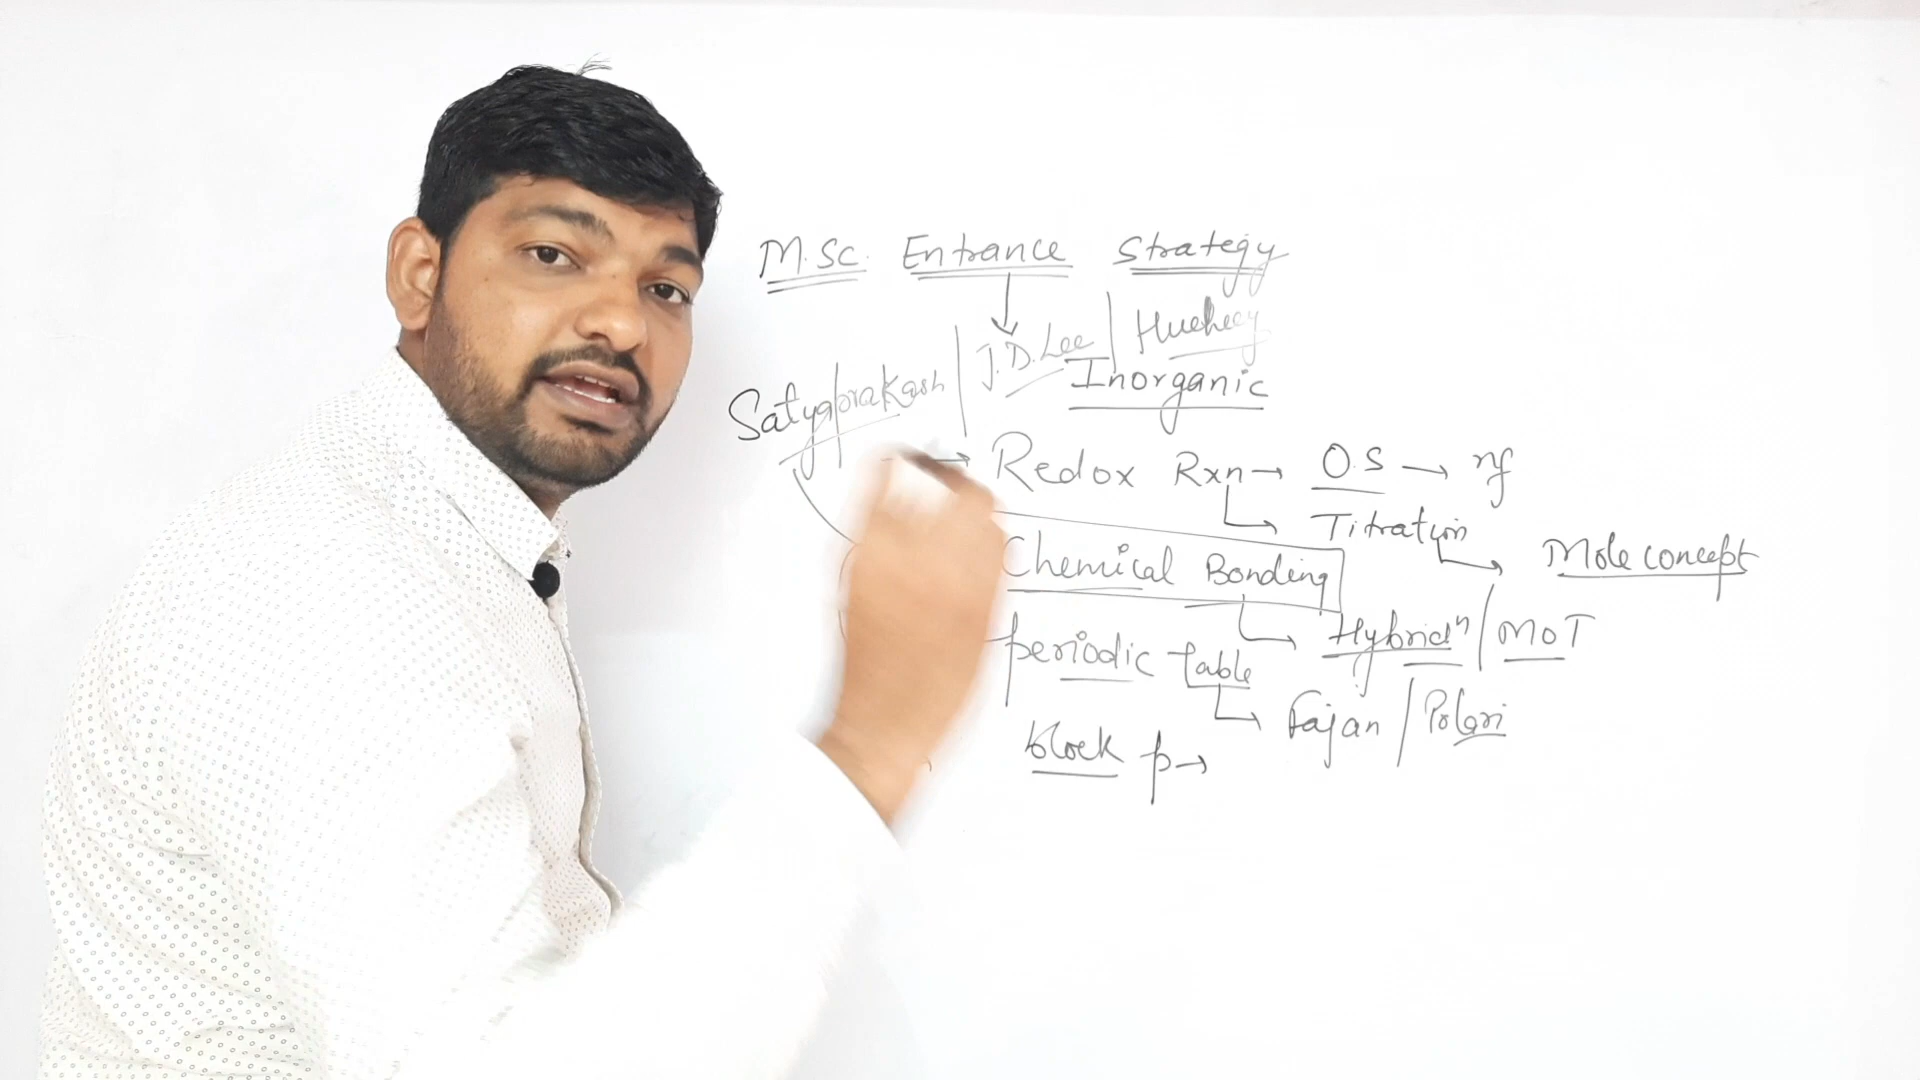 M.Sc. Entrance Strategy
Satyaprakash | J.D. Lee | Huheey
Inorganic
→ Redox Rxn → O.S → nf
Titration
Mole concept
Chemical Bonding
Hybridⁿ / MOT
periodic table
Fajan / Polari
block p →